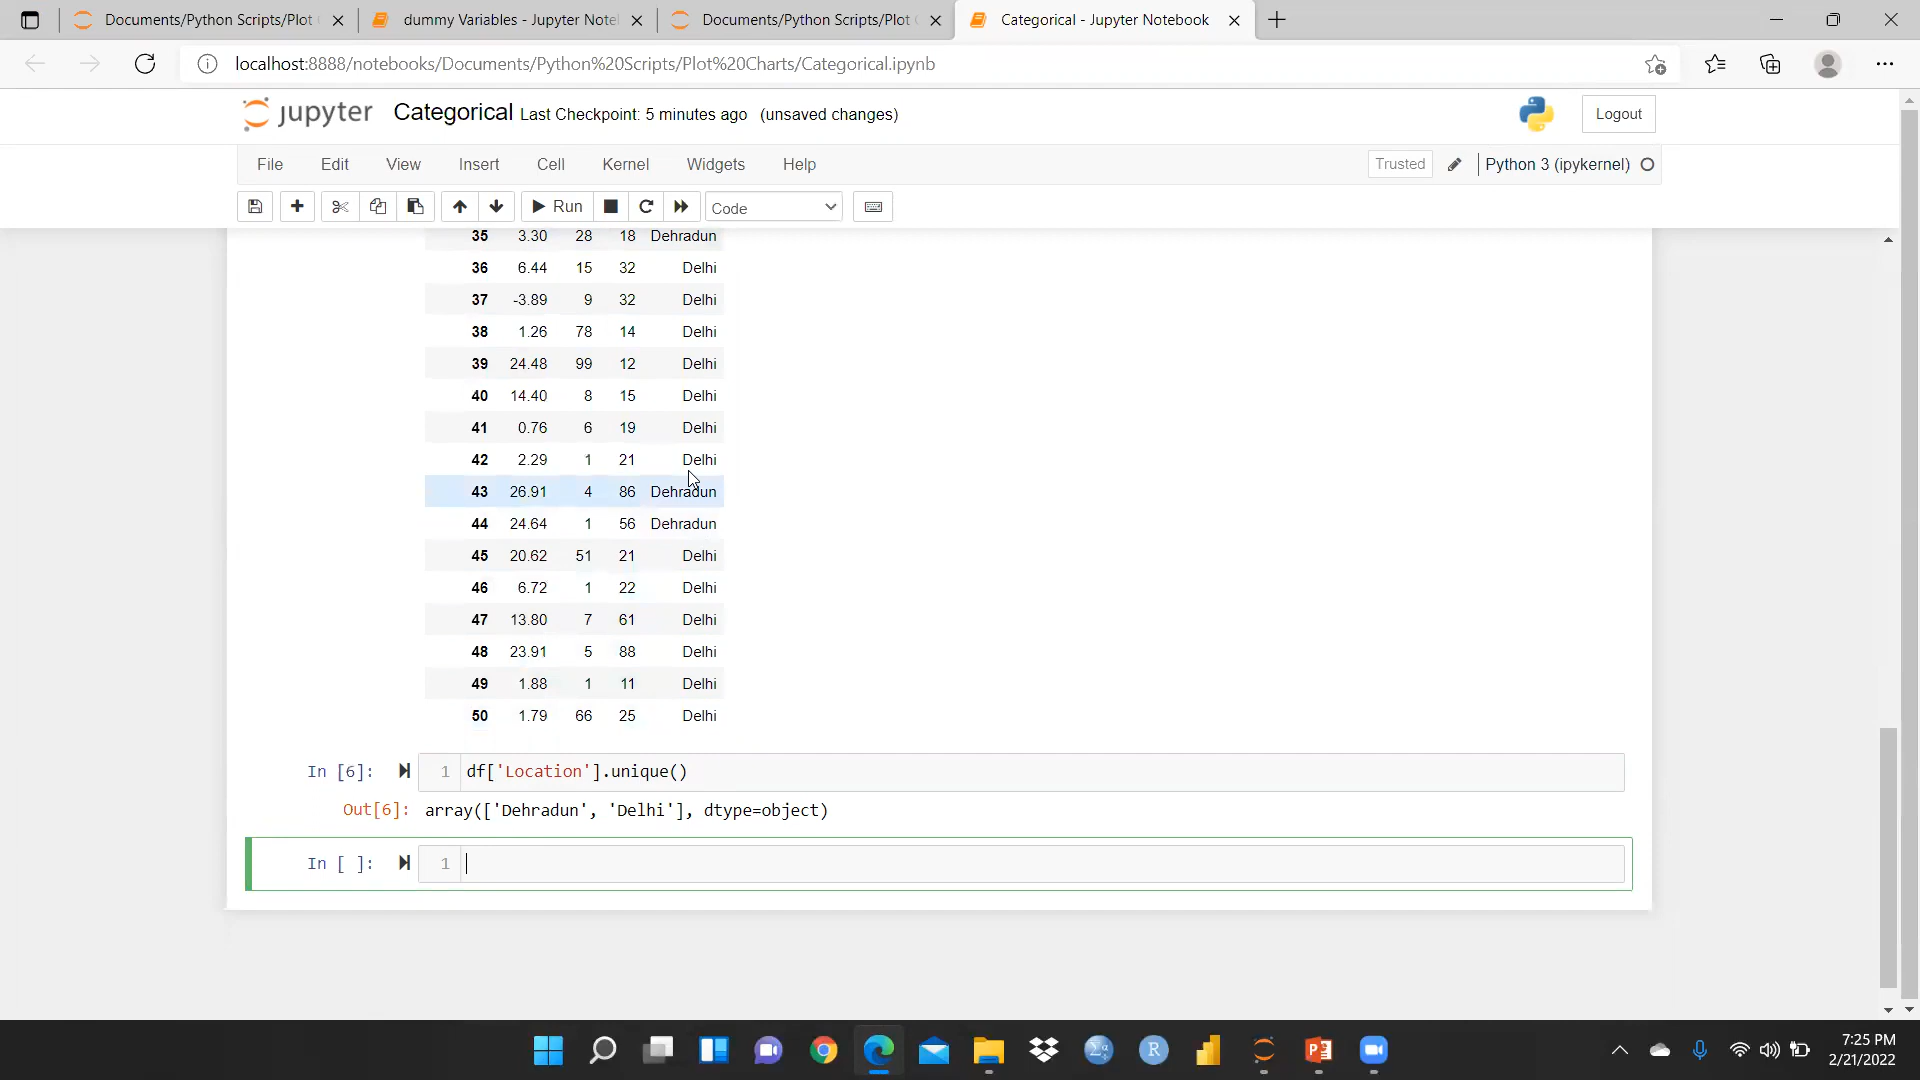 Documents/Python Scripts/Plot
dummy Variables - Jupyter Note
Documents/Python Scripts/Plot
Categorical - Jupyter Notebook
localhost:8888/notebooks/Documents/Python%20Scripts/Plot%20Charts/Categorical.ipynb
jupyter Categorical Last Checkpoint: 5 minutes ago (unsaved changes)
Logout
File Edit View Insert Cell Kernel Widgets Help
Trusted Python 3 (ipykernel)
Run Code
35 3.30 28 18 Dehradun
36 6.44 15 32 Delhi
37 -3.89 9 32 Delhi
38 1.26 78 14 Delhi
39 24.48 99 12 Delhi
40 14.40 8 15 Delhi
41 0.76 6 19 Delhi
42 2.29 1 21 Delhi
43 26.91 4 86 Dehradun
44 24.64 1 56 Dehradun
45 20.62 51 21 Delhi
46 6.72 1 22 Delhi
47 13.80 7 61 Delhi
48 23.91 5 88 Delhi
49 1.88 1 11 Delhi
50 1.79 66 25 Delhi
In [6]: 1 df['Location'].unique()
Out[6]: array(['Dehradun', 'Delhi'], dtype=object)
In [ ]: 1
7:25 PM
2/21/2022